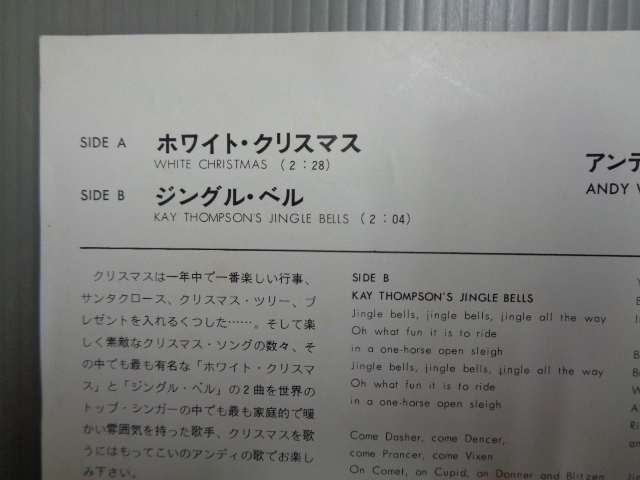 SIDE A ホワイト・クリスマス
WHITE CHRISTMAS (2：28)
SIDE B ジングル・ベル
KAY THOMPSON'S JINGLE BELLS (2：04)
アンデ
ANDY
クリスマスは一年中で一番楽しい行事、
サンタクロース、クリスマス・ツリー、プ
レゼントを入れるくつした……。そして楽
しく素敵なクリスマス・ソングの数々、そ
の中でも最も有名な「ホワイト・クリスマ
ス」と「ジングル・ベル」の2曲を世界の
トップ・シンガーの中でも最も家庭的で暖
かい雰囲気を持った歌手、クリスマスを歌
うにはもってこいのアンディの歌でお楽し
み下さい。
SIDE B
KAY THOMPSON'S JINGLE BELLS
Jingle bells, jingle bells, jingle all the way
Oh what fun it is to ride
in a one-horse open sleigh
Jingle bells, jingle bells, jingle all the way
Oh what fun it is to ride
in a one-horse open sleigh
Come Dasher, come Dencer,
come Prancer, come Vixen
On Comet, on Cupid, on Donner and Blitzen